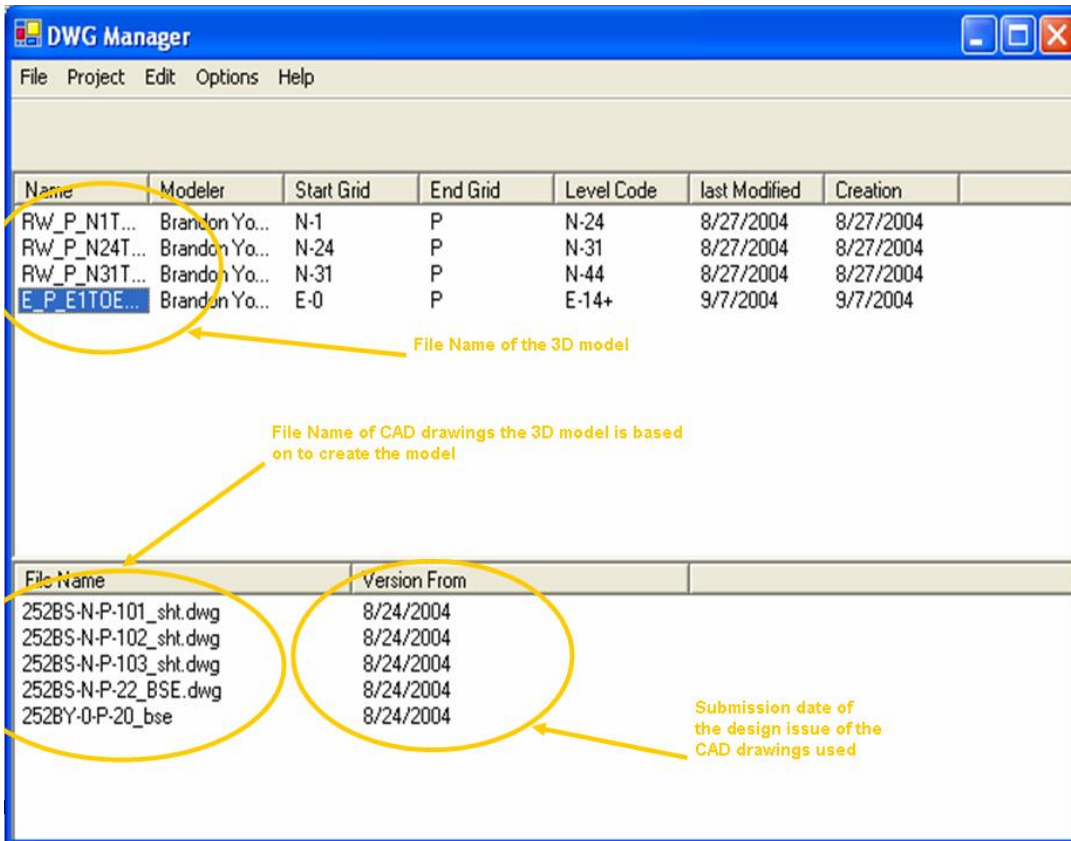 DWG Manager
File Project Edit Options Help
Name Modeler Start Grid End Grid Level Code last Modified Creation
RW_P_N1T... Brandon Yo... N-1 P N-24 8/27/2004 8/27/2004
RW_P_N24T... Brandon Yo... N-24 P N-31 8/27/2004 8/27/2004
RW_P_N31T... Brandon Yo... N-31 P N-44 8/27/2004 8/27/2004
E_P_E1TOE... Brandon Yo... E-0 P E-14+ 9/7/2004 9/7/2004
File Name of the 3D model
File Name of CAD drawings the 3D model is based
on to create the model
File Name Version From
252BS-N-P-101_sht.dwg 8/24/2004
252BS-N-P-102_sht.dwg 8/24/2004
252BS-N-P-103_sht.dwg 8/24/2004
252BS-N-P-22_BSE.dwg 8/24/2004
252BY-0-P-20_bse 8/24/2004
Submission date of
the design issue of the
CAD drawings used